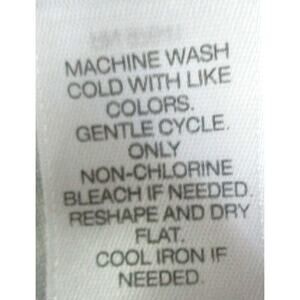 MACHINE WASH
COLD WITH LIKE
COLORS.
GENTLE CYCLE.
ONLY
NON-CHLORINE
BLEACH IF NEEDED.
RESHAPE AND DRY
FLAT.
COOL IRON IF
NEEDED.